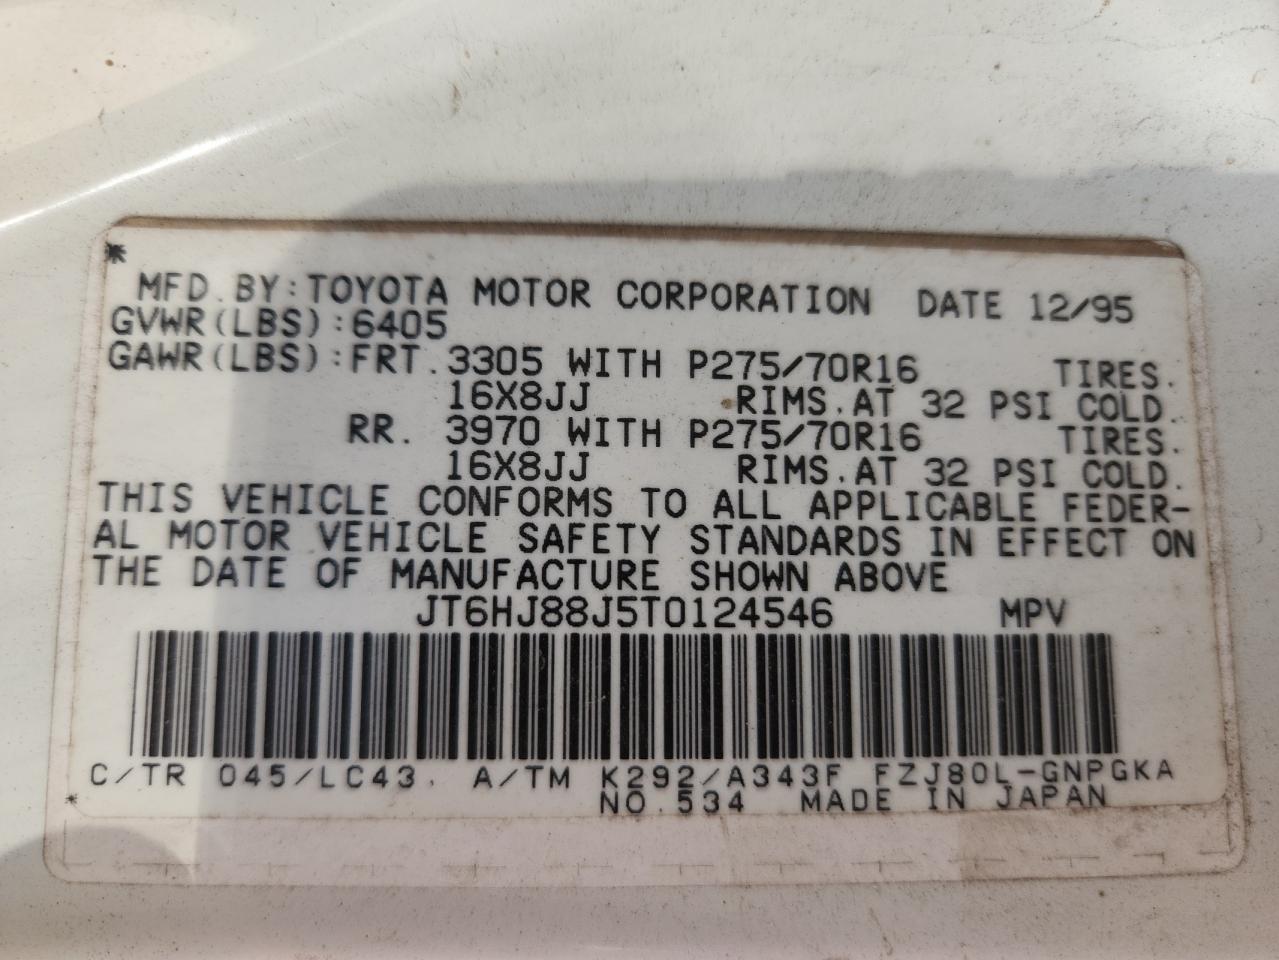 *
MFD. BY: TOYOTA MOTOR CORPORATION DATE 12/95
GVWR(LBS):6405
GAWR(LBS):FRT. 3305 WITH P275/70R16 TIRES.
16X8JJ RIMS.AT 32 PSI COLD.
RR. 3970 WITH P275/70R16 TIRES.
16X8JJ RIMS.AT 32 PSI COLD.
THIS VEHICLE CONFORMS TO ALL APPLICABLE FEDER-
AL MOTOR VEHICLE SAFETY STANDARDS IN EFFECT ON
THE DATE OF MANUFACTURE SHOWN ABOVE
JT6HJ88J5T0124546 MPV
C/TR 045/LC43. A/TM K292/A343F FZJ80L-GNPGKA
* NO.534 MADE IN JAPAN